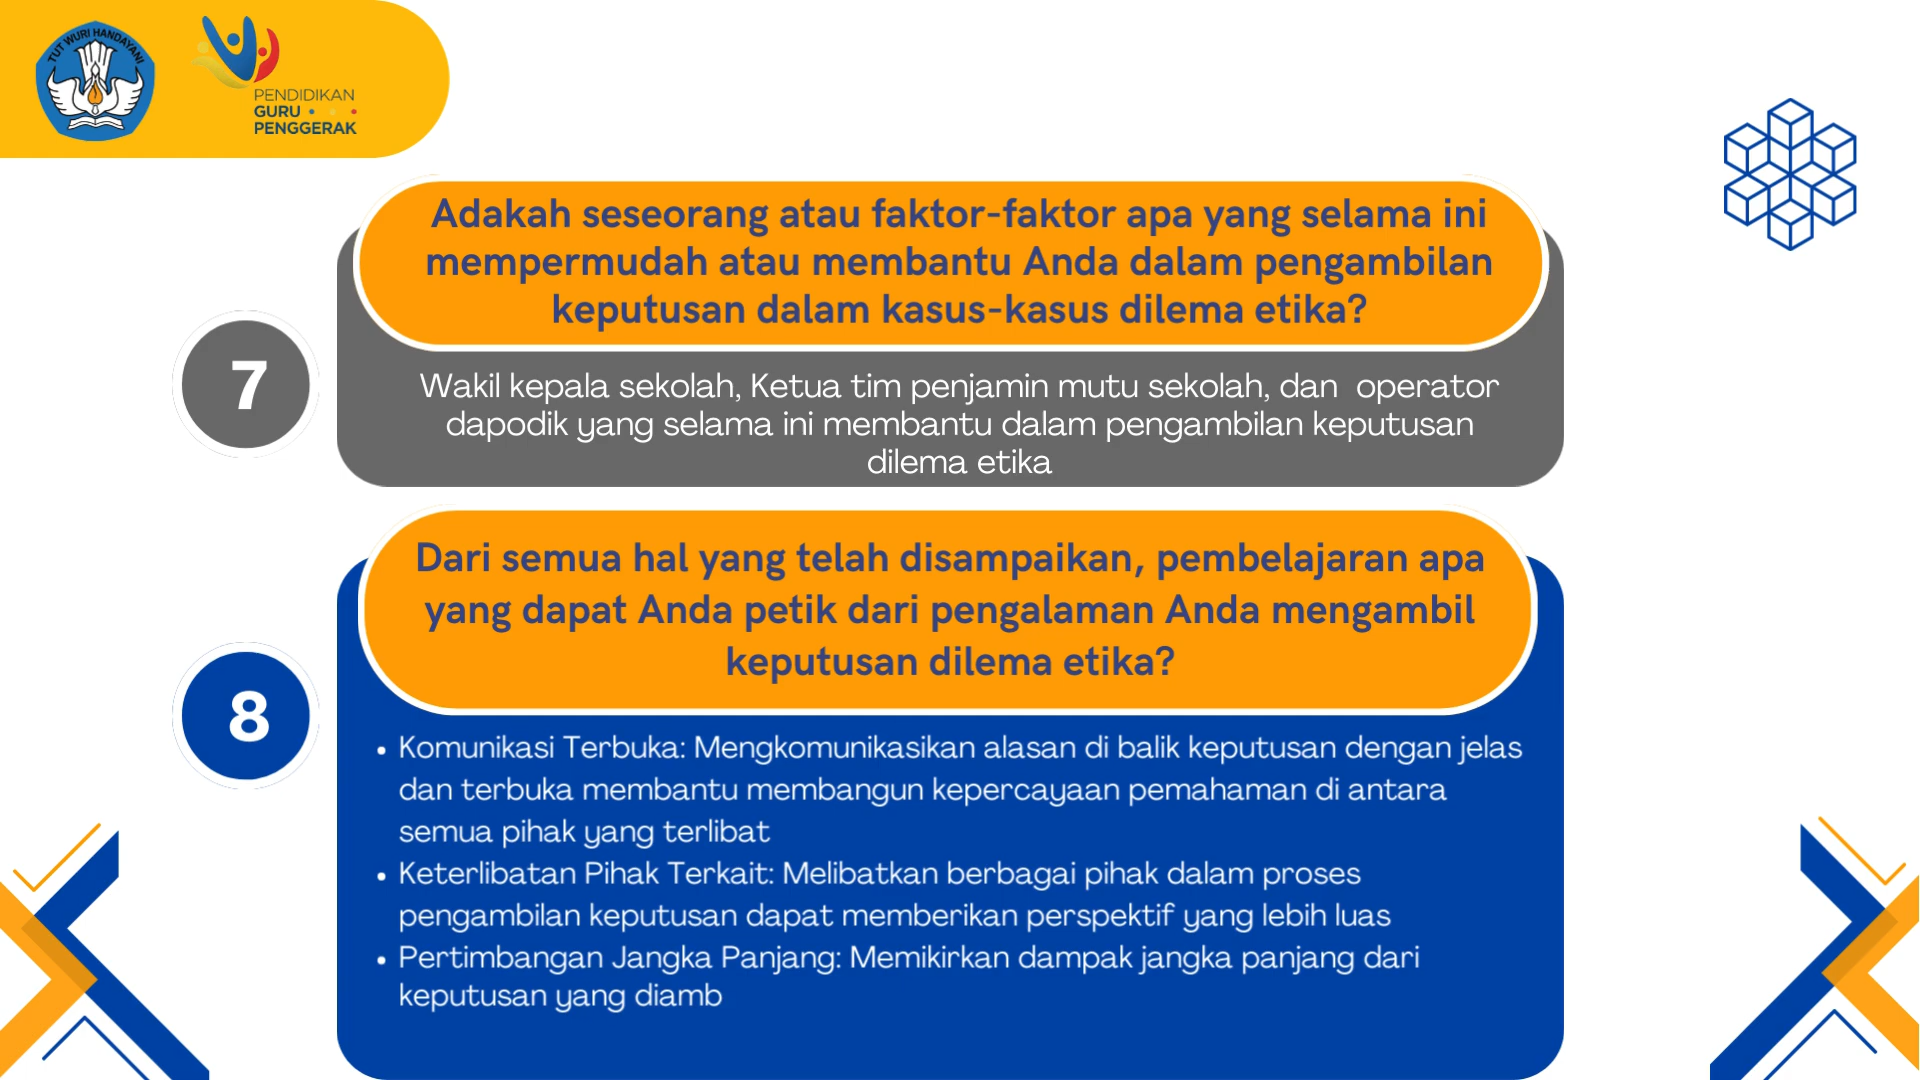 TUT WURI HANDAYANI
PENDIDIKAN
GURU
PENGGERAK
Adakah seseorang atau faktor-faktor apa yang selama ini
mempermudah atau membantu Anda dalam pengambilan
keputusan dalam kasus-kasus dilema etika?
7
Wakil kepala sekolah, Ketua tim penjamin mutu sekolah, dan operator
dapodik yang selama ini membantu dalam pengambilan keputusan
dilema etika
Dari semua hal yang telah disampaikan, pembelajaran apa
yang dapat Anda petik dari pengalaman Anda mengambil
keputusan dilema etika?
8
• Komunikasi Terbuka: Mengkomunikasikan alasan di balik keputusan dengan jelas
dan terbuka membantu membangun kepercayaan pemahaman di antara
semua pihak yang terlibat
• Keterlibatan Pihak Terkait: Melibatkan berbagai pihak dalam proses
pengambilan keputusan dapat memberikan perspektif yang lebih luas
• Pertimbangan Jangka Panjang: Memikirkan dampak jangka panjang dari
keputusan yang diamb